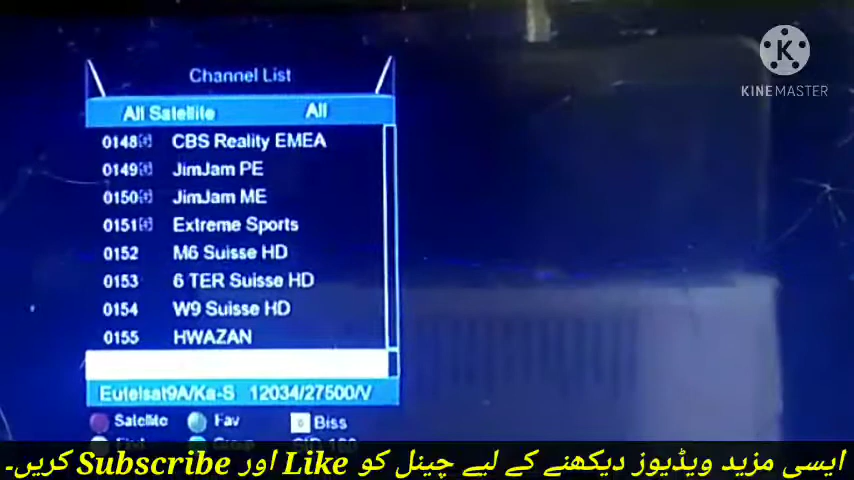 K
KINEMASTER
Channel List
All Satellite All
0148 CBS Reality EMEA
0149 JimJam PE
0150 JimJam ME
0151 Extreme Sports
0152 M6 Suisse HD
0153 6 TER Suisse HD
0154 W9 Suisse HD
0155 HWAZAN
Eutelsat9A/Ka-S 12034/27500/V
Satellite Fav Biss
Group
ایسی مزید ویڈیوز دیکھنے کے لیے چینل کو Like اور Subscribe کریں۔